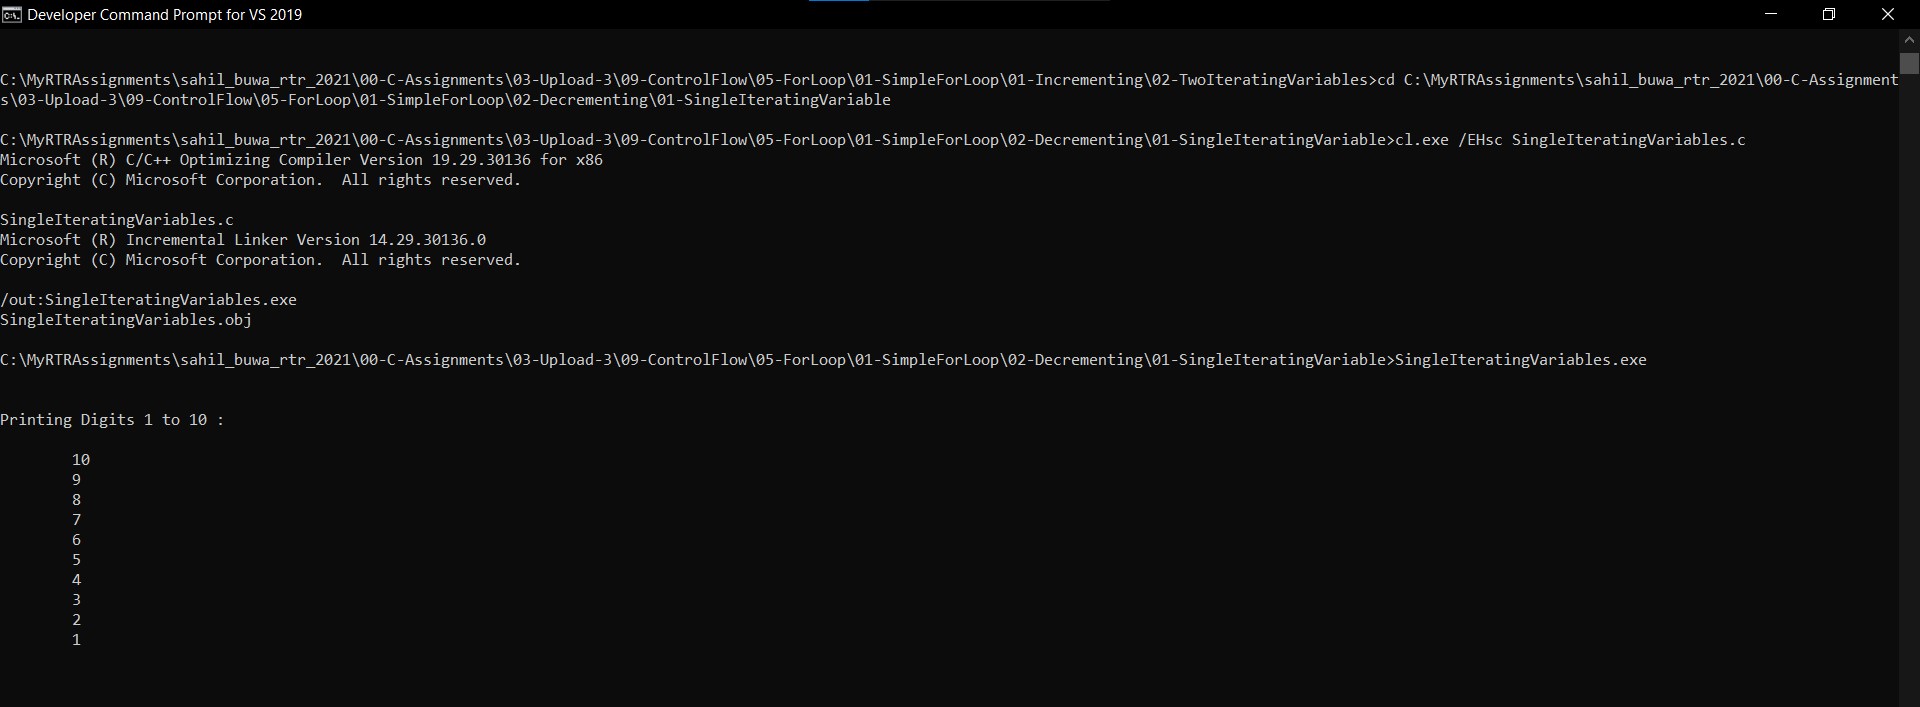 Developer Command Prompt for VS 2019
C:\MyRTRAssignments\sahil_buwa_rtr_2021\00-C-Assignments\03-Upload-3\09-ControlFlow\05-ForLoop\01-SimpleForLoop\01-Incrementing\02-TwoIteratingVariables>cd C:\MyRTRAssignments\sahil_buwa_rtr_2021\00-C-Assignment
s\03-Upload-3\09-ControlFlow\05-ForLoop\01-SimpleForLoop\02-Decrementing\01-SingleIteratingVariable
C:\MyRTRAssignments\sahil_buwa_rtr_2021\00-C-Assignments\03-Upload-3\09-ControlFlow\05-ForLoop\01-SimpleForLoop\02-Decrementing\01-SingleIteratingVariable>cl.exe /EHsc SingleIteratingVariables.c
Microsoft (R) C/C++ Optimizing Compiler Version 19.29.30136 for x86
Copyright (C) Microsoft Corporation.  All rights reserved.
SingleIteratingVariables.c
Microsoft (R) Incremental Linker Version 14.29.30136.0
Copyright (C) Microsoft Corporation.  All rights reserved.
/out:SingleIteratingVariables.exe
SingleIteratingVariables.obj
C:\MyRTRAssignments\sahil_buwa_rtr_2021\00-C-Assignments\03-Upload-3\09-ControlFlow\05-ForLoop\01-SimpleForLoop\02-Decrementing\01-SingleIteratingVariable>SingleIteratingVariables.exe
Printing Digits 1 to 10 :
10
9
8
7
6
5
4
3
2
1